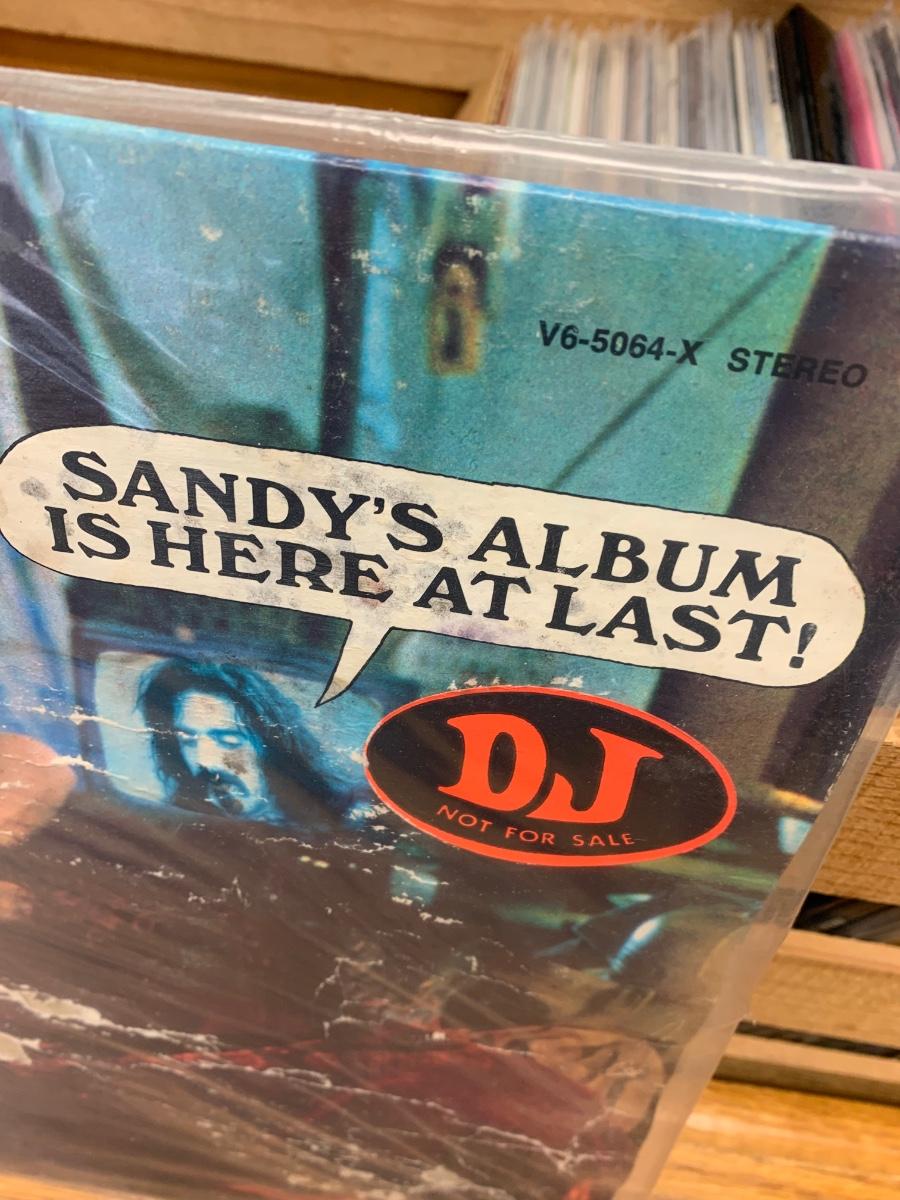 V6-5064-X STEREO
SANDY'S ALBUM
IS HERE AT LAST!
DJ
NOT FOR SALE